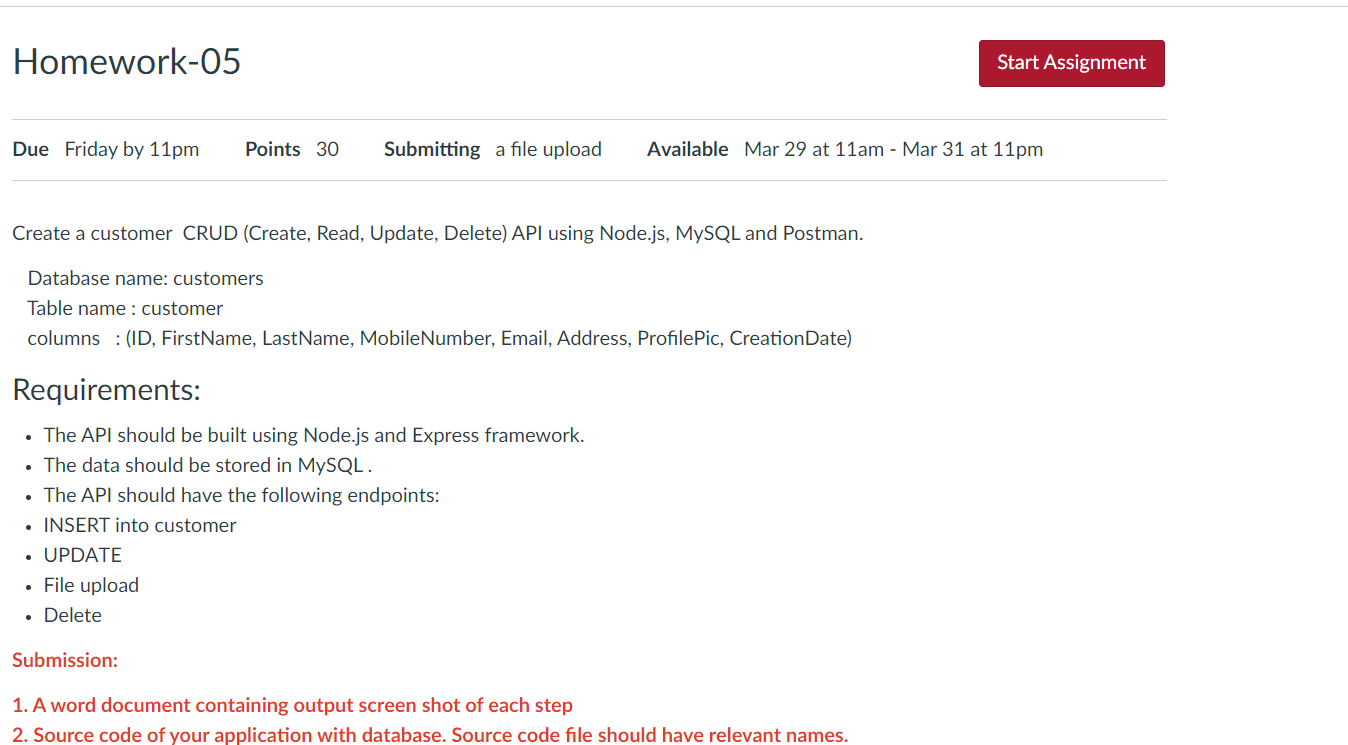 Homework-05
Start Assignment
Due Friday by 11pm Points 30 Submitting a file upload Available Mar 29 at 11am - Mar 31 at 11pm
Create a customer CRUD (Create, Read, Update, Delete) API using Node.js, MySQL and Postman.
Database name: customers
Table name : customer
columns : (ID, FirstName, LastName, MobileNumber, Email, Address, ProfilePic, CreationDate)
Requirements:
• The API should be built using Node.js and Express framework.
• The data should be stored in MySQL .
• The API should have the following endpoints:
• INSERT into customer
• UPDATE
• File upload
• Delete
Submission:
1. A word document containing output screen shot of each step
2. Source code of your application with database. Source code file should have relevant names.